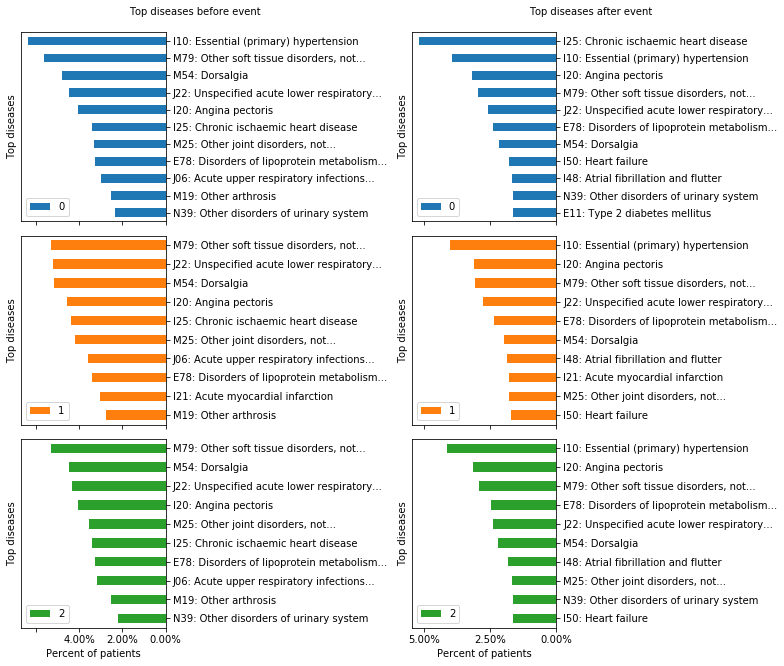 Top diseases before event
Top diseases
I10: Essential (primary) hypertension
M79: Other soft tissue disorders, not...
M54: Dorsalgia
J22: Unspecified acute lower respiratory...
I20: Angina pectoris
I25: Chronic ischaemic heart disease
M25: Other joint disorders, not...
E78: Disorders of lipoprotein metabolism...
J06: Acute upper respiratory infections...
M19: Other arthrosis
N39: Other disorders of urinary system
0
Top diseases
M79: Other soft tissue disorders, not...
J22: Unspecified acute lower respiratory...
M54: Dorsalgia
I20: Angina pectoris
I25: Chronic ischaemic heart disease
M25: Other joint disorders, not...
J06: Acute upper respiratory infections...
E78: Disorders of lipoprotein metabolism...
I21: Acute myocardial infarction
M19: Other arthrosis
1
Top diseases
M79: Other soft tissue disorders, not...
M54: Dorsalgia
J22: Unspecified acute lower respiratory...
I20: Angina pectoris
M25: Other joint disorders, not...
I25: Chronic ischaemic heart disease
E78: Disorders of lipoprotein metabolism...
J06: Acute upper respiratory infections...
M19: Other arthrosis
N39: Other disorders of urinary system
2
4.00% 2.00% 0.00%
Percent of patients
Top diseases after event
Top diseases
I25: Chronic ischaemic heart disease
I10: Essential (primary) hypertension
I20: Angina pectoris
M79: Other soft tissue disorders, not...
J22: Unspecified acute lower respiratory...
E78: Disorders of lipoprotein metabolism...
M54: Dorsalgia
I50: Heart failure
I48: Atrial fibrillation and flutter
N39: Other disorders of urinary system
E11: Type 2 diabetes mellitus
0
Top diseases
I10: Essential (primary) hypertension
I20: Angina pectoris
M79: Other soft tissue disorders, not...
J22: Unspecified acute lower respiratory...
E78: Disorders of lipoprotein metabolism...
M54: Dorsalgia
I48: Atrial fibrillation and flutter
I21: Acute myocardial infarction
M25: Other joint disorders, not...
I50: Heart failure
1
Top diseases
I10: Essential (primary) hypertension
I20: Angina pectoris
M79: Other soft tissue disorders, not...
E78: Disorders of lipoprotein metabolism...
J22: Unspecified acute lower respiratory...
M54: Dorsalgia
I48: Atrial fibrillation and flutter
M25: Other joint disorders, not...
N39: Other disorders of urinary system
I50: Heart failure
2
5.00% 2.50% 0.00%
Percent of patients